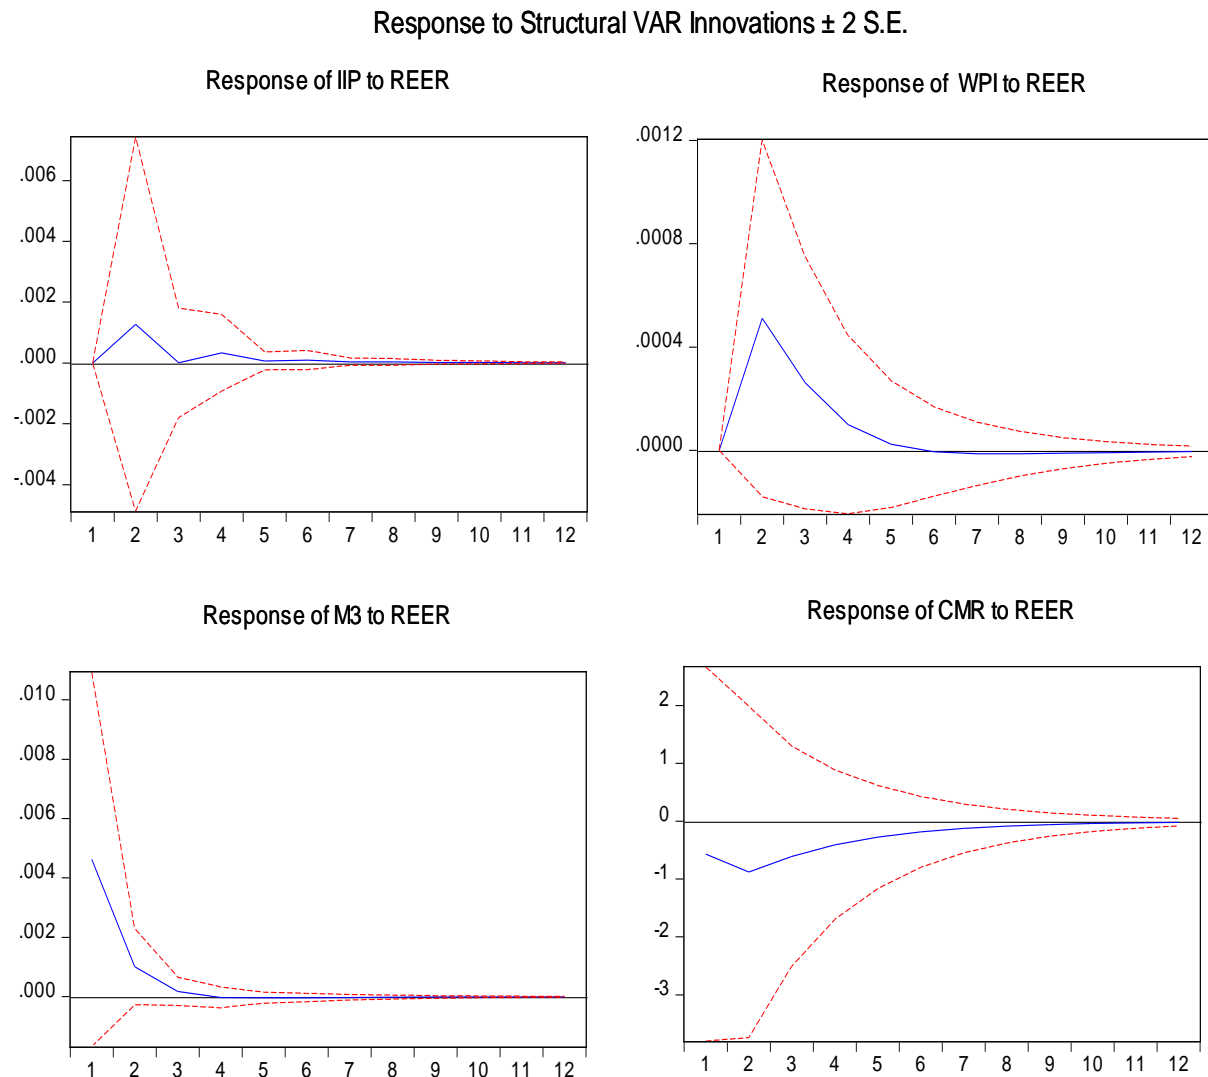 Response to Structural VAR Innovations ± 2 S.E.
Response of IIP to REER
.006
.004
.002
.000
-.002
-.004
1 2 3 4 5 6 7 8 9 10 11 12
Response of WPI to REER
.0012
.0008
.0004
.0000
1 2 3 4 5 6 7 8 9 10 11 12
Response of M3 to REER
.010
.008
.006
.004
.002
.000
1 2 3 4 5 6 7 8 9 10 11 12
Response of CMR to REER
2
1
0
-1
-2
-3
1 2 3 4 5 6 7 8 9 10 11 12